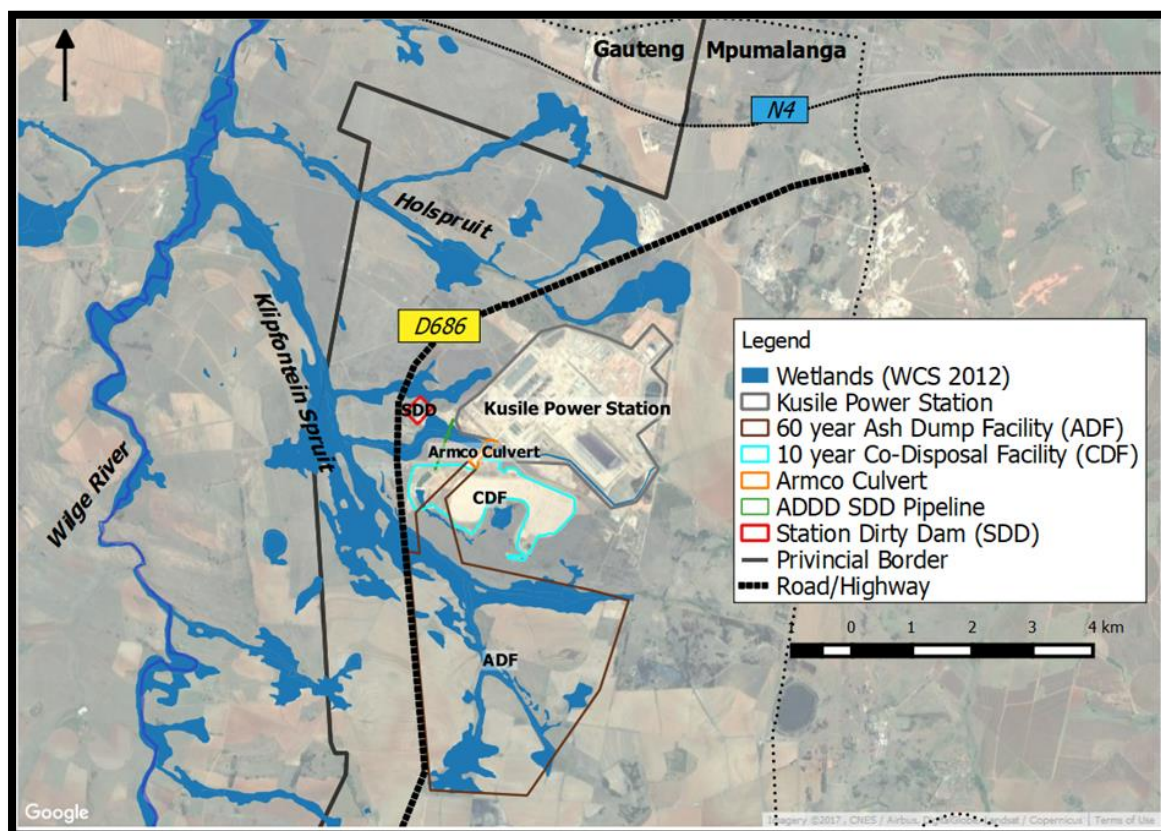 Gauteng Mpumalanga
N4
Holspruit
D686
Klipfontein Spruit
Wilge River
SDD
Kusile Power Station
Armco Culvert
CDF
ADF
Legend
Wetlands (WCS 2012)
Kusile Power Station
60 year Ash Dump Facility (ADF)
10 year Co-Disposal Facility (CDF)
Armco Culvert
ADDD SDD Pipeline
Station Dirty Dam (SDD)
Privincial Border
Road/Highway
1 0 1 2 3 4 km
Google
Imagery ©2017 , CNES / Airbus, DigitalGlobe, Landsat / Copernicus | Terms of Use